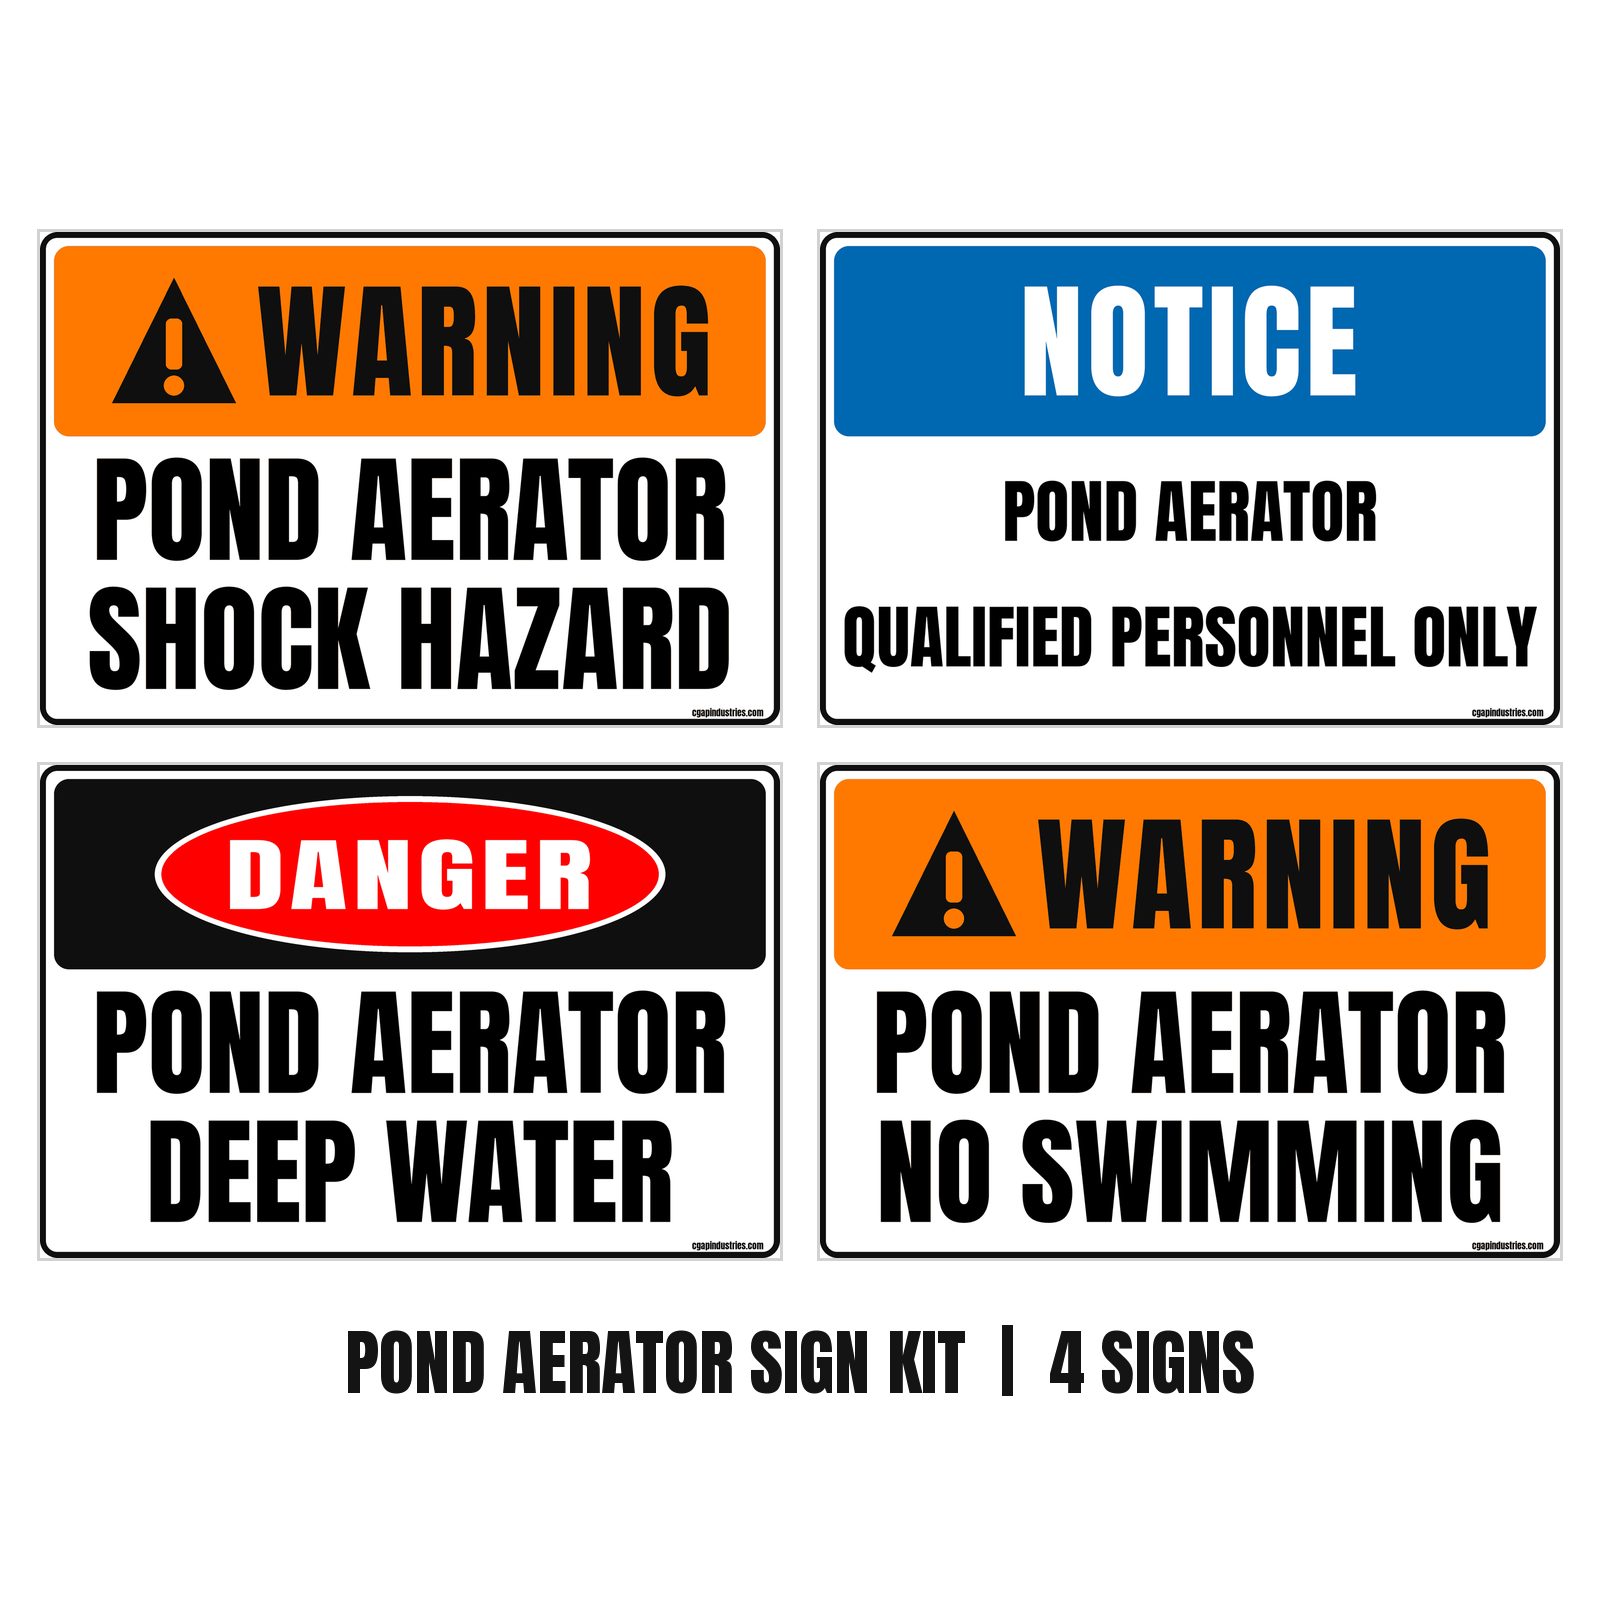 WARNING
POND AERATOR
SHOCK HAZARD
cgapindustries.com
NOTICE
POND AERATOR
QUALIFIED PERSONNEL ONLY
cgapindustries.com
DANGER
POND AERATOR
DEEP WATER
cgapindustries.com
WARNING
POND AERATOR
NO SWIMMING
cgapindustries.com
POND AERATOR SIGN KIT | 4 SIGNS